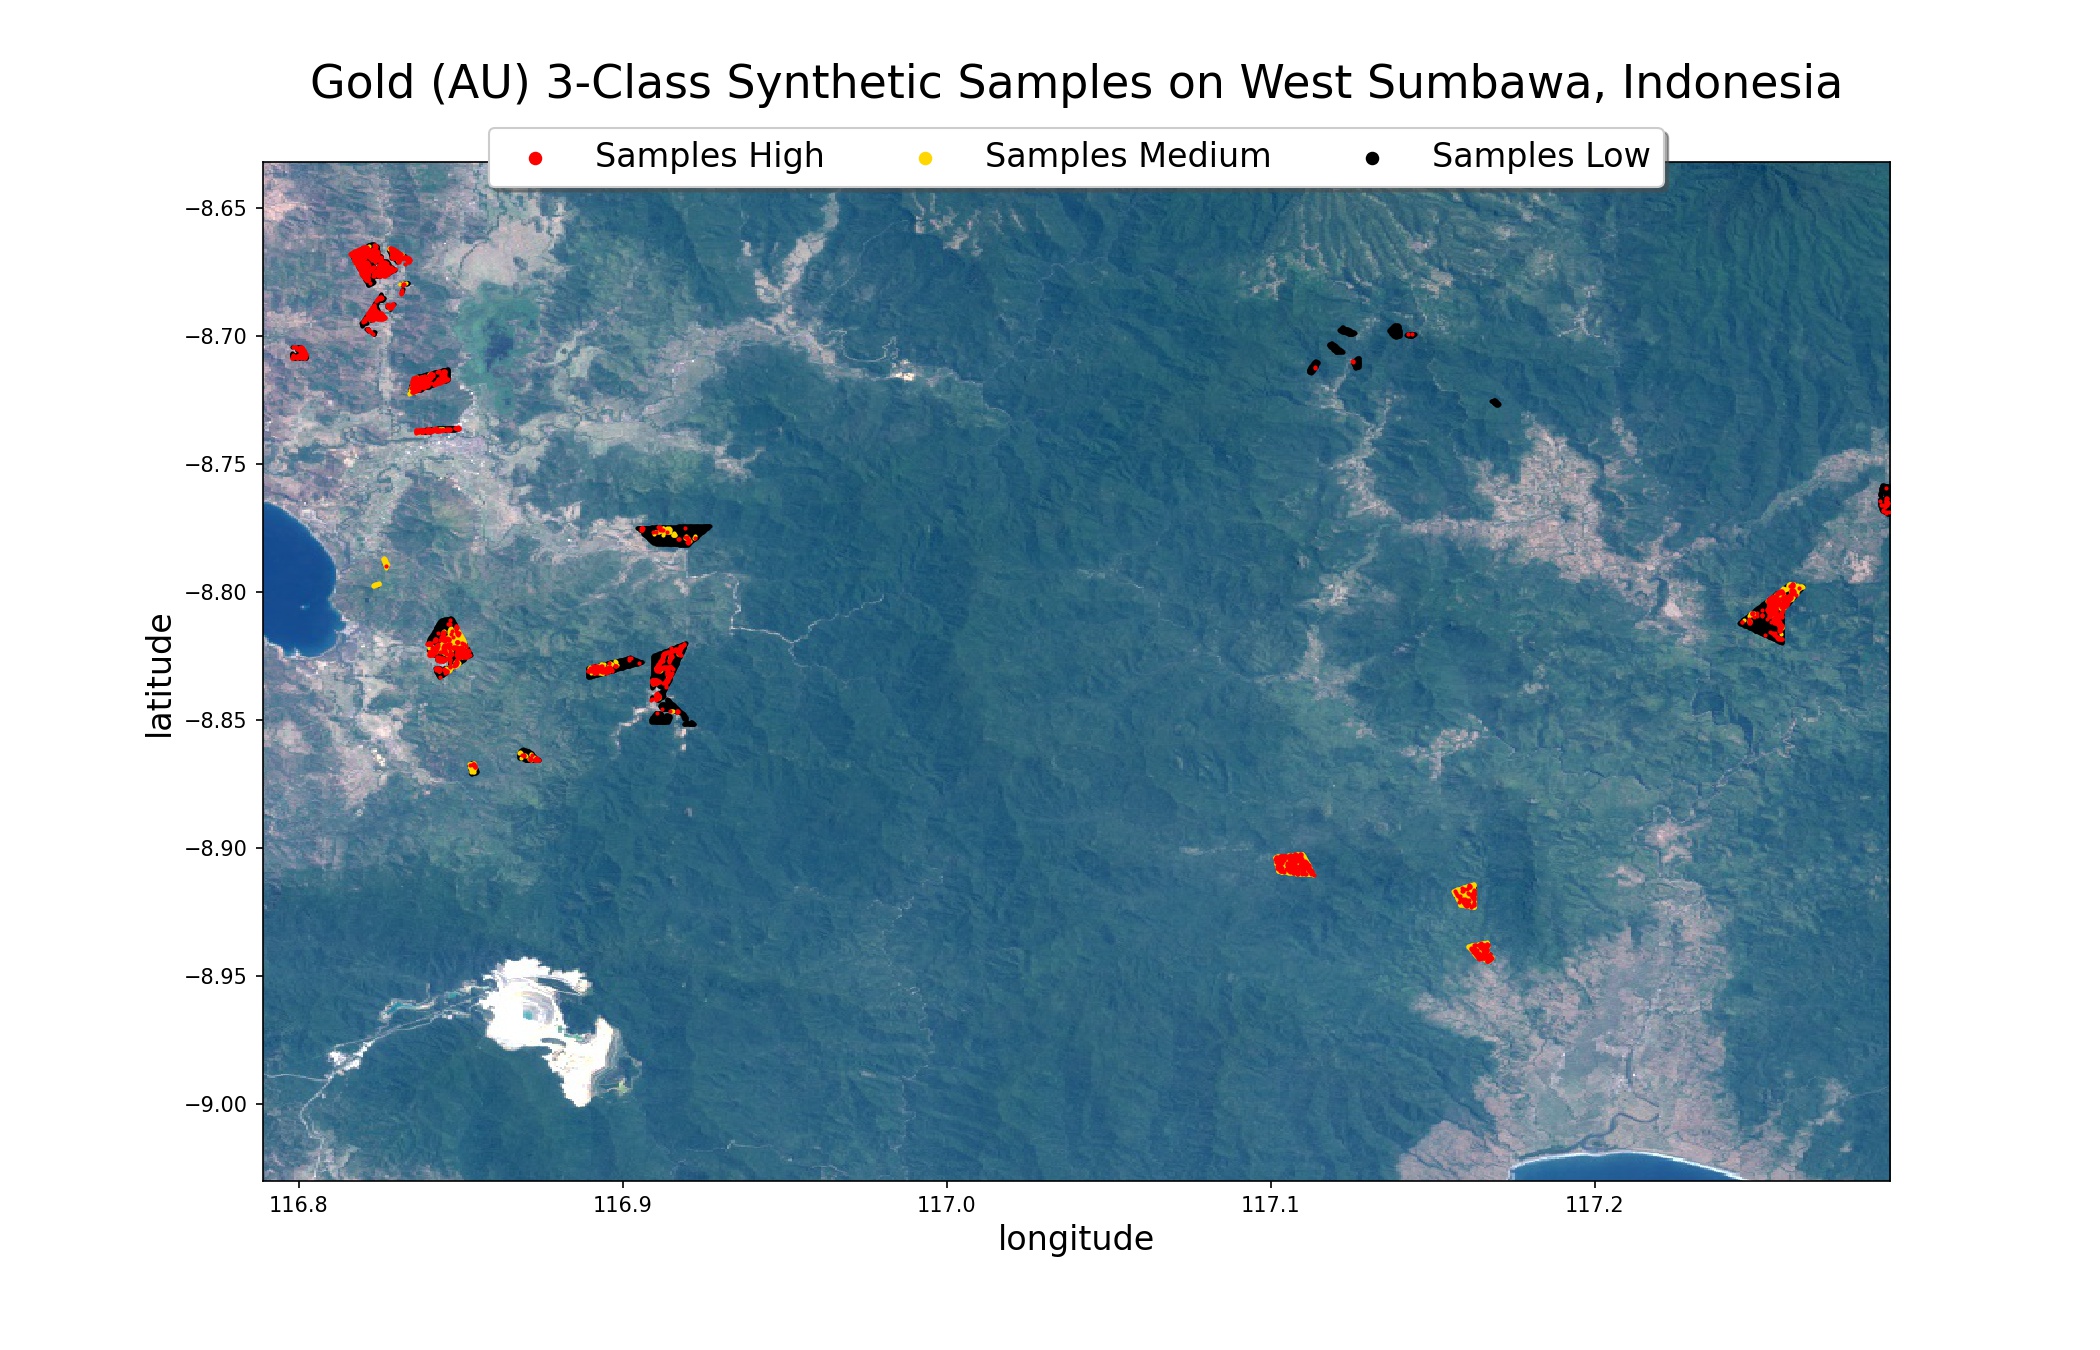 Gold (AU) 3-Class Synthetic Samples on West Sumbawa, Indonesia
Samples High Samples Medium Samples Low
−8.65
−8.70
−8.75
−8.80
−8.85
−8.90
−8.95
−9.00
latitude
116.8 116.9 117.0 117.1 117.2
longitude